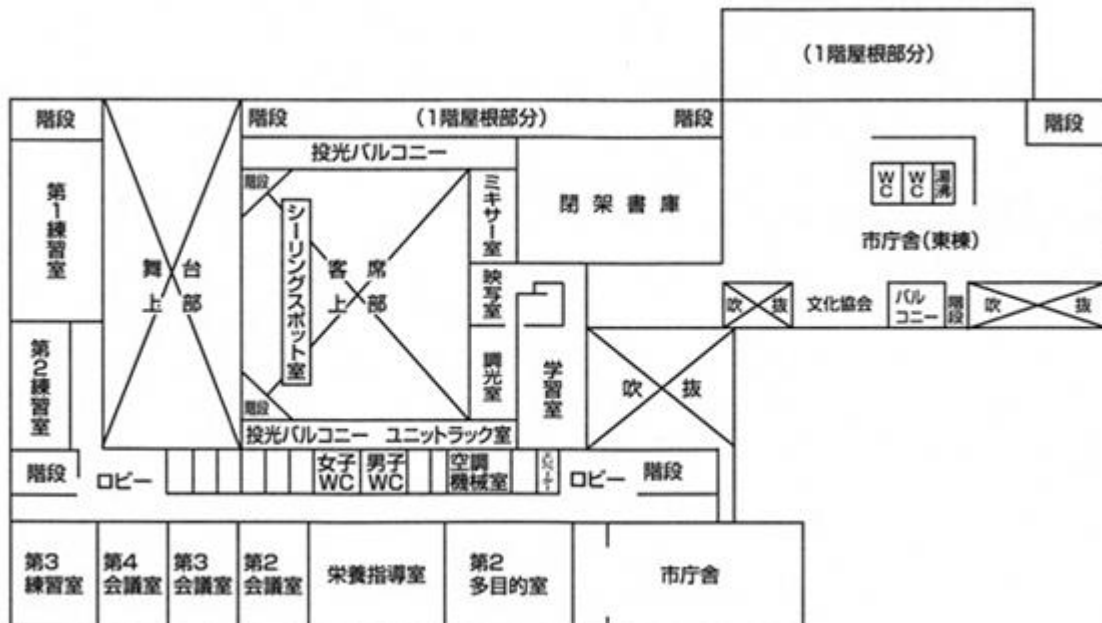 (1階屋根部分)
階段
階段
(1階屋根部分)
階段
階段
投光バルコニー
第1練習室
舞台
上部
階段
シーリングスポット室
客席
上部
階段
ミキサー室
映写室
調光室
閉架書庫
WC
WC
湯沸
市庁舎(東棟)
吹抜
文化協会
バル
コニー
階段
吹抜
第2練習室
学習室
吹抜
投光バルコニー ユニットラック室
階段
ロビー
女子
WC
男子
WC
空調
機械室
ロビー
階段
第3
練習室
第4
会議室
第3
会議室
第2
会議室
栄養指導室
第2
多目的室
市庁舎